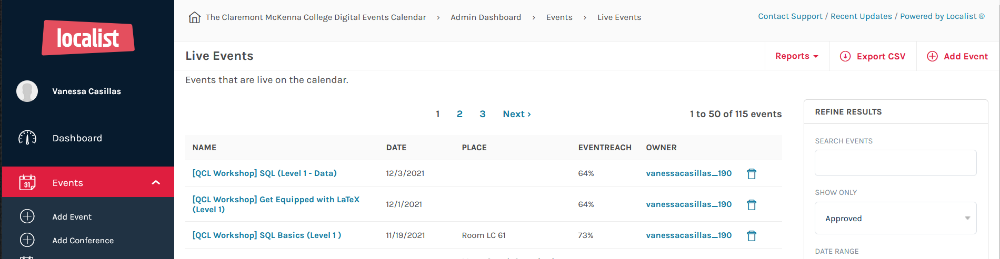 localist
The Claremont McKenna College Digital Events Calendar › Admin Dashboard › Events › Live Events
Contact Support / Recent Updates / Powered by Localist ®
Live Events
Reports
Export CSV
Add Event
Events that are live on the calendar.
Vanessa Casillas
Dashboard
31
Events
Add Event
Add Conference
1 2 3 Next ›
1 to 50 of 115 events
NAME DATE PLACE EVENTREACH OWNER
[QCL Workshop] SQL (Level 1 - Data) 12/3/2021 64% vanessacasillas_190
[QCL Workshop] Get Equipped with LaTeX
(Level 1) 12/1/2021 64% vanessacasillas_190
[QCL Workshop] SQL Basics (Level 1 ) 11/19/2021 Room LC 61 73% vanessacasillas_190
REFINE RESULTS
SEARCH EVENTS
SHOW ONLY
Approved
DATE RANGE